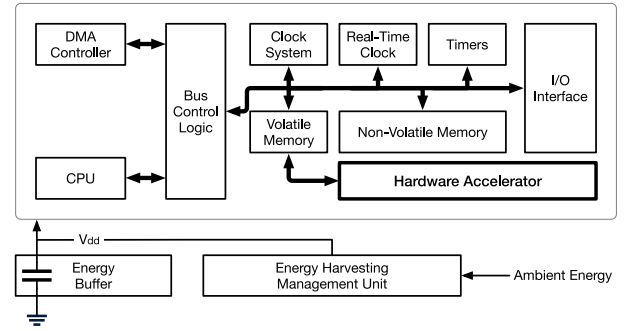 DMA
Controller
Bus
Control
Logic
CPU
Clock
System
Real-Time
Clock
Timers
I/O
Interface
Volatile
Memory
Non-Volatile Memory
Hardware Accelerator
Vdd
Energy
Buffer
Energy Harvesting
Management Unit
Ambient Energy